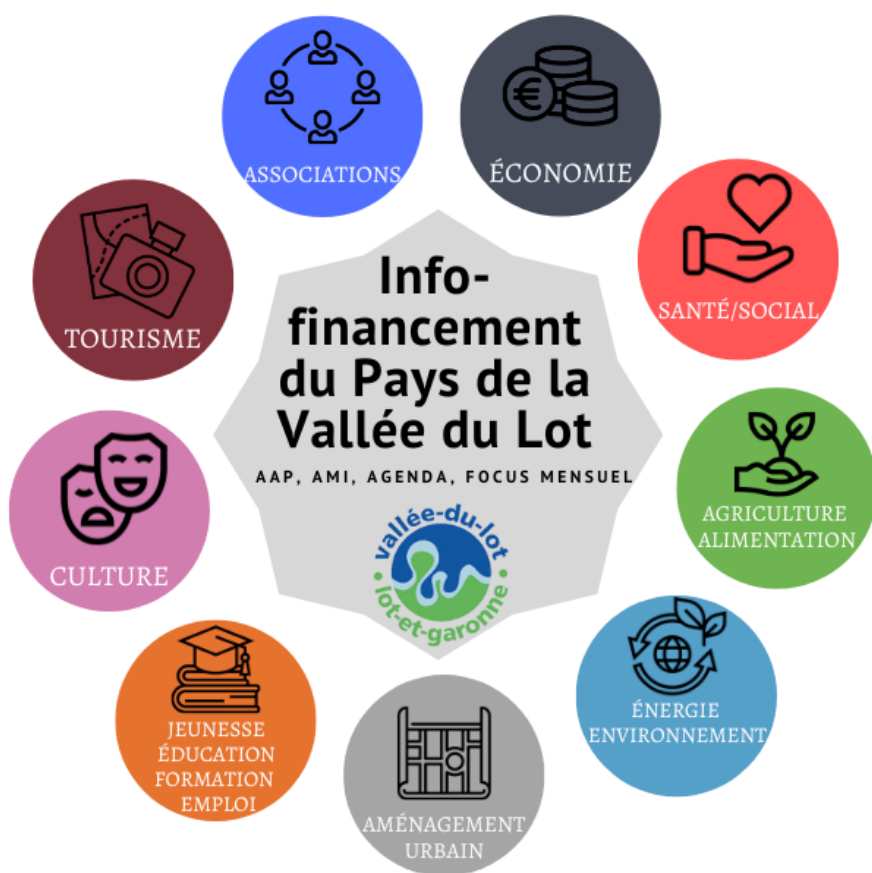 ASSOCIATIONS
ÉCONOMIE
SANTÉ/SOCIAL
TOURISME
Info-
financement
du Pays de la
Vallée du Lot
AAP, AMI, AGENDA, FOCUS MENSUEL
vallée-du-lot
lot-et-garonne
AGRICULTURE
ALIMENTATION
CULTURE
ÉNERGIE
ENVIRONNEMENT
JEUNESSE
ÉDUCATION
FORMATION
EMPLOI
AMÉNAGEMENT
URBAIN